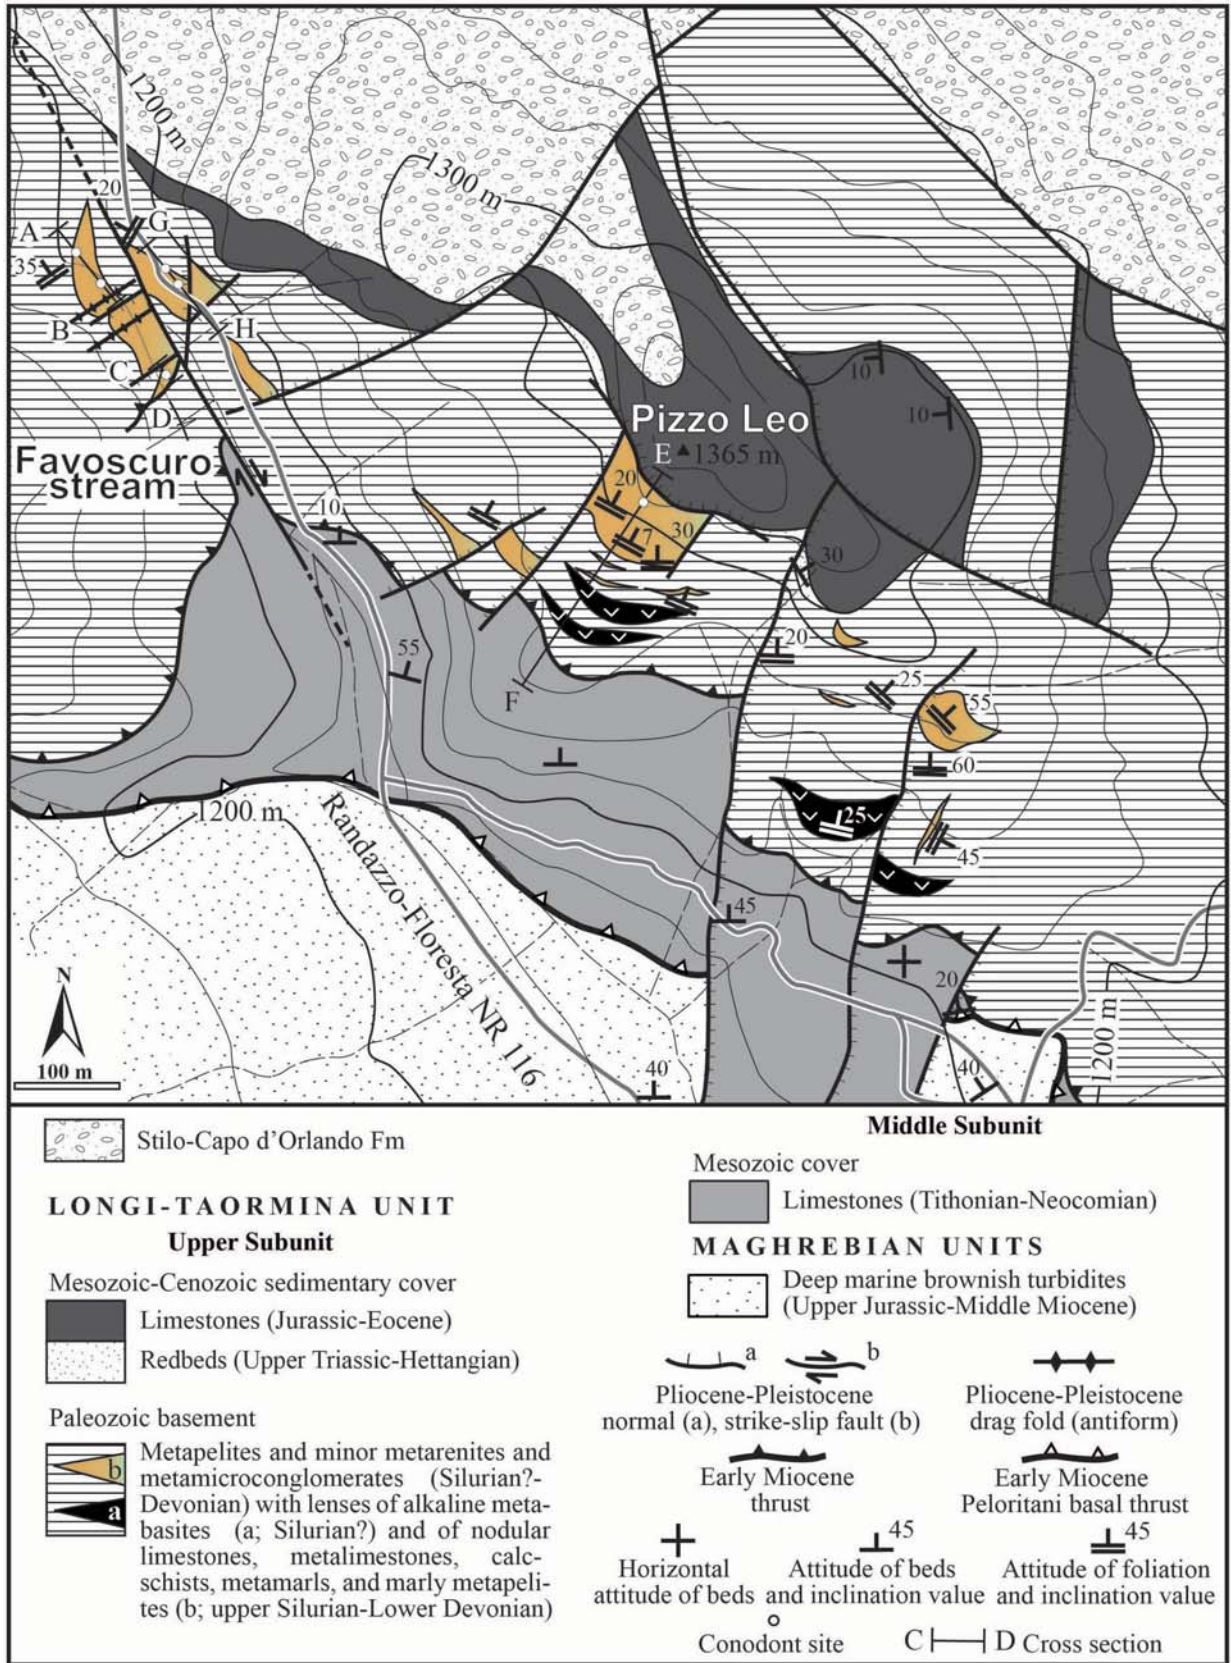 1200 m
1300 m
20
G
A
35
B
H
C
D
10
10
Pizzo Leo
E
1365 m
20
7
30
30
Favoscuro
stream
10
55
F
20
25
55
60
25
45
1200 m
Randazzo-Floresta NR 116
45
20
40
40
1200 m
N
100 m
Stilo-Capo d'Orlando Fm
LONGI-TAORMINA UNIT
Upper Subunit
Mesozoic-Cenozoic sedimentary cover
Limestones (Jurassic-Eocene)
Redbeds (Upper Triassic-Hettangian)
Paleozoic basement
b
a
Metapelites and minor metarenites and
metamicroconglomerates (Silurian?-
Devonian) with lenses of alkaline meta-
basites (a; Silurian?) and of nodular
limestones, metalimestones, calc-
schists, metamarls, and marly metapeli-
tes (b; upper Silurian-Lower Devonian)
Middle Subunit
Mesozoic cover
Limestones (Tithonian-Neocomian)
MAGHREBIAN UNITS
Deep marine brownish turbidites
(Upper Jurassic-Middle Miocene)
a
b
Pliocene-Pleistocene
normal (a), strike-slip fault (b)
Pliocene-Pleistocene
drag fold (antiform)
Early Miocene
thrust
Early Miocene
Peloritani basal thrust
Horizontal
attitude of beds
45
Attitude of beds
and inclination value
45
Attitude of foliation
and inclination value
Conodont site
C D Cross section